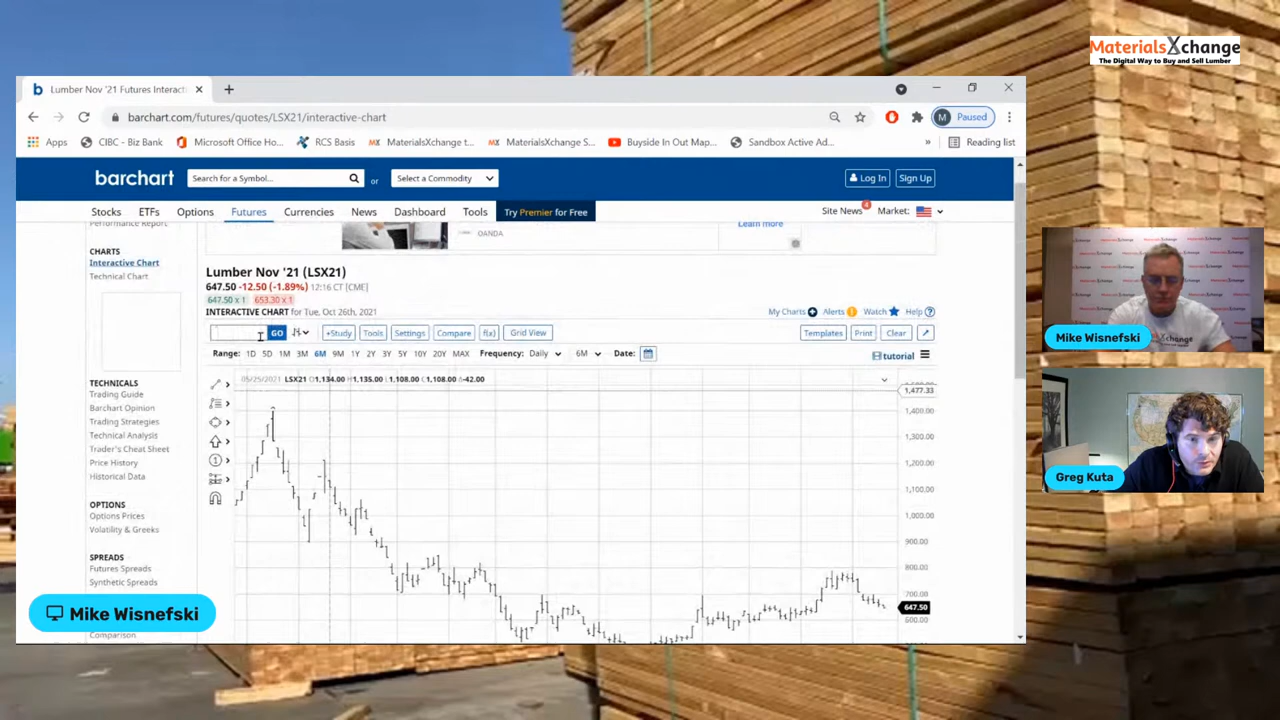 MaterialsXchange
The Digital Way to Buy and Sell Lumber
Lumber Nov '21 Futures Interact
barchart.com/futures/quotes/LSX21/interactive-chart
M Paused
Apps CIBC - Biz Bank Microsoft Office Ho... RCS Basis MaterialsXchange t... MaterialsXchange S... Buyside In Out Map... Sandbox Active Ad... » Reading list
barchart Search for a Symbol... or Select a Commodity Log In Sign Up
Stocks ETFs Options Futures Currencies News Dashboard Tools Try Premier for Free Site News 4 Market:
Performance Report
OANDA
Learn more
CHARTS
Interactive Chart
Technical Chart
Lumber Nov '21 (LSX21)
647.50 -12.50 (-1.89%) 12:16 CT [CME]
647.50 x 1 653.30 x 1
INTERACTIVE CHART for Tue, Oct 26th, 2021
My Charts Alerts Watch Help
GO +Study Tools Settings Compare f(a) Grid View Templates Print Clear
Range: 1D 5D 1M 3M 6M 9M 1Y 2Y 3Y 5Y 10Y 20Y MAX Frequency: Daily 6M Date: tutorial
05/25/2021 LSX21 O1,134.00 H1,135.00 L1,108.00 C1,108.00 Δ-42.00
1,477.33
1,400.00
1,300.00
1,200.00
1,100.00
1,000.00
900.00
800.00
700.00
647.50
600.00
TECHNICALS
Trading Guide
Barchart Opinion
Trading Strategies
Technical Analysis
Trader's Cheat Sheet
Price History
Historical Data
OPTIONS
Options Prices
Volatility & Greeks
SPREADS
Futures Spreads
Synthetic Spreads
Comparison
Mike Wisnefski
Mike Wisnefski
Greg Kuta